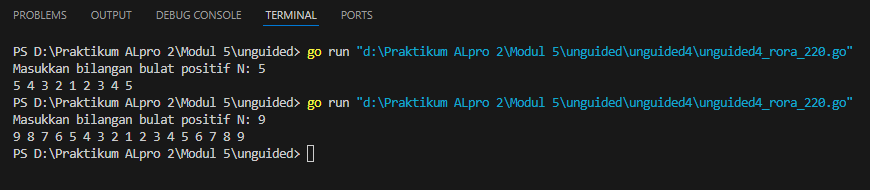 PROBLEMS OUTPUT DEBUG CONSOLE TERMINAL PORTS
PS D:\Praktikum ALpro 2\Modul 5\unguided> go run "d:\Praktikum ALpro 2\Modul 5\unguided\unguided4\unguided4_rora_220.go"
Masukkan bilangan bulat positif N: 5
5 4 3 2 1 2 3 4 5
PS D:\Praktikum ALpro 2\Modul 5\unguided> go run "d:\Praktikum ALpro 2\Modul 5\unguided\unguided4\unguided4_rora_220.go"
Masukkan bilangan bulat positif N: 9
9 8 7 6 5 4 3 2 1 2 3 4 5 6 7 8 9
PS D:\Praktikum ALpro 2\Modul 5\unguided>